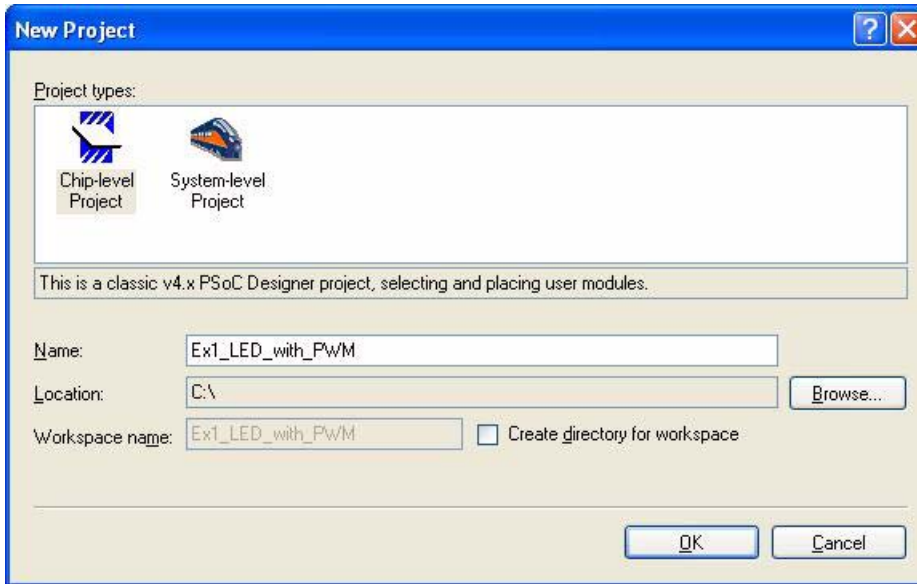 New Project
Project types:
Chip-level
Project
System-level
Project
This is a classic v4.x PSoC Designer project, selecting and placing user modules.
Name:
Ex1_LED_with_PWM
Location:
C:\
Browse...
Workspace name:
Ex1_LED_with_PWM
Create directory for workspace
OK
Cancel